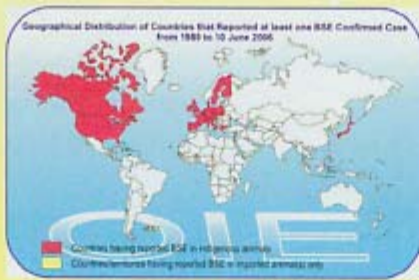 Geographical Distribution of Countries that Reported at least one BSE Confirmed Case
from 1989 to 10 June 2006
OIE
Countries having reported BSE in indigenous animals
Countries/territories having reported BSE in imported animal(s) only